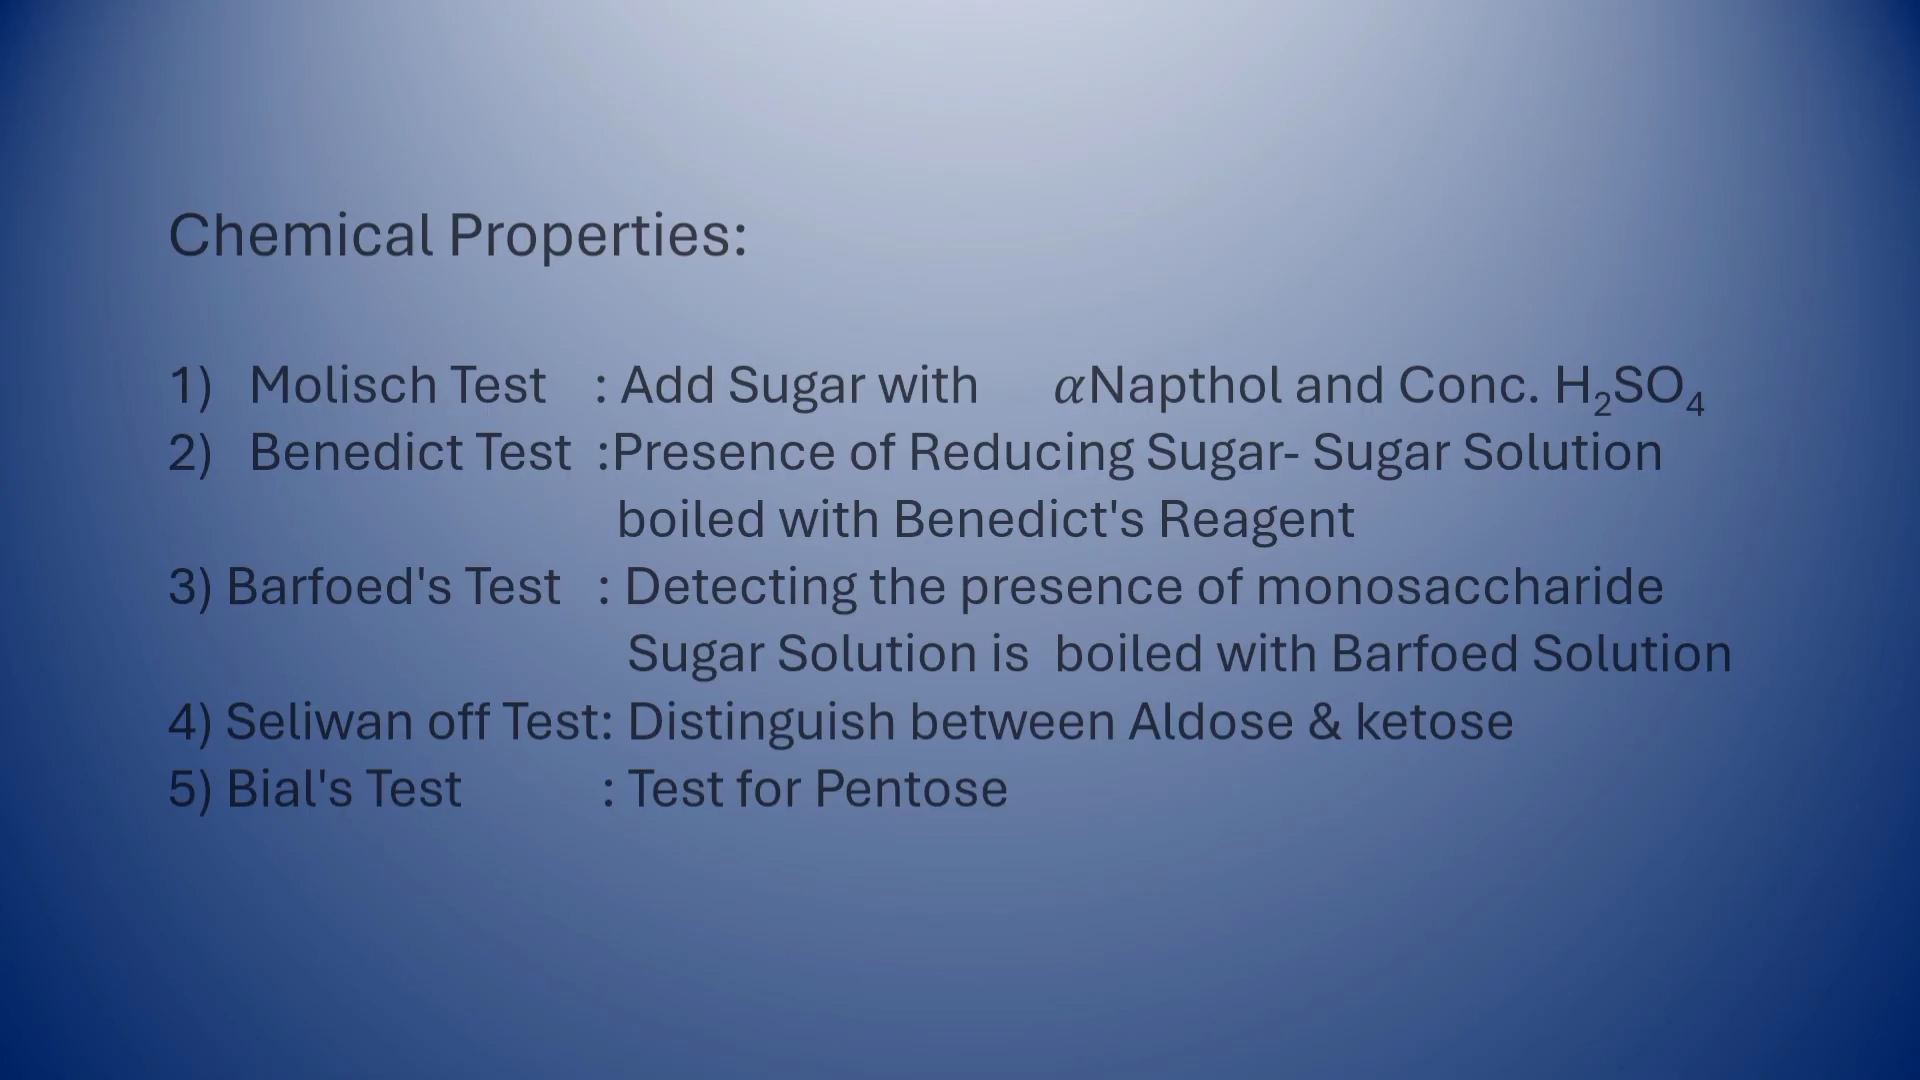 Chemical Properties:
1) Molisch Test : Add Sugar with αNapthol and Conc. H₂SO₄
2) Benedict Test :Presence of Reducing Sugar- Sugar Solution
boiled with Benedict's Reagent
3) Barfoed's Test : Detecting the presence of monosaccharide
Sugar Solution is boiled with Barfoed Solution
4) Seliwan off Test: Distinguish between Aldose & ketose
5) Bial's Test : Test for Pentose